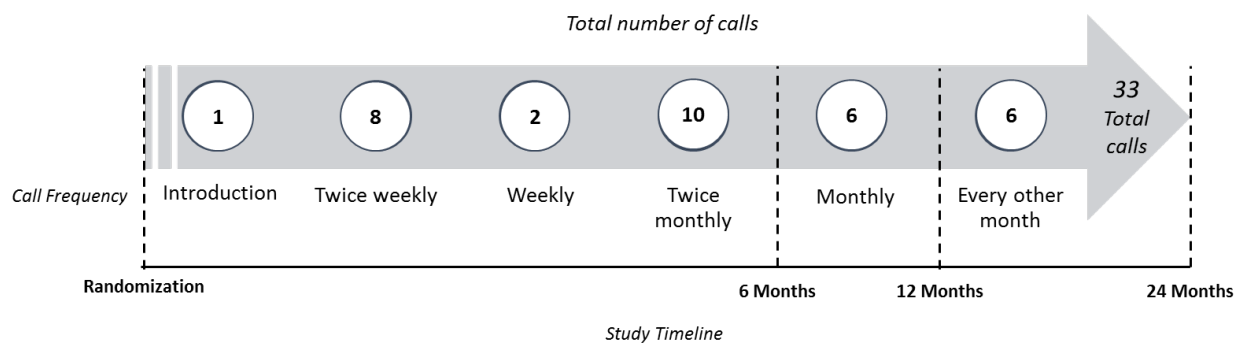 Total number of calls
1
8
2
10
6
6
33
Total
calls
Call Frequency
Introduction
Twice weekly
Weekly
Twice
monthly
Monthly
Every other
month
Randomization
6 Months
12 Months
24 Months
Study Timeline